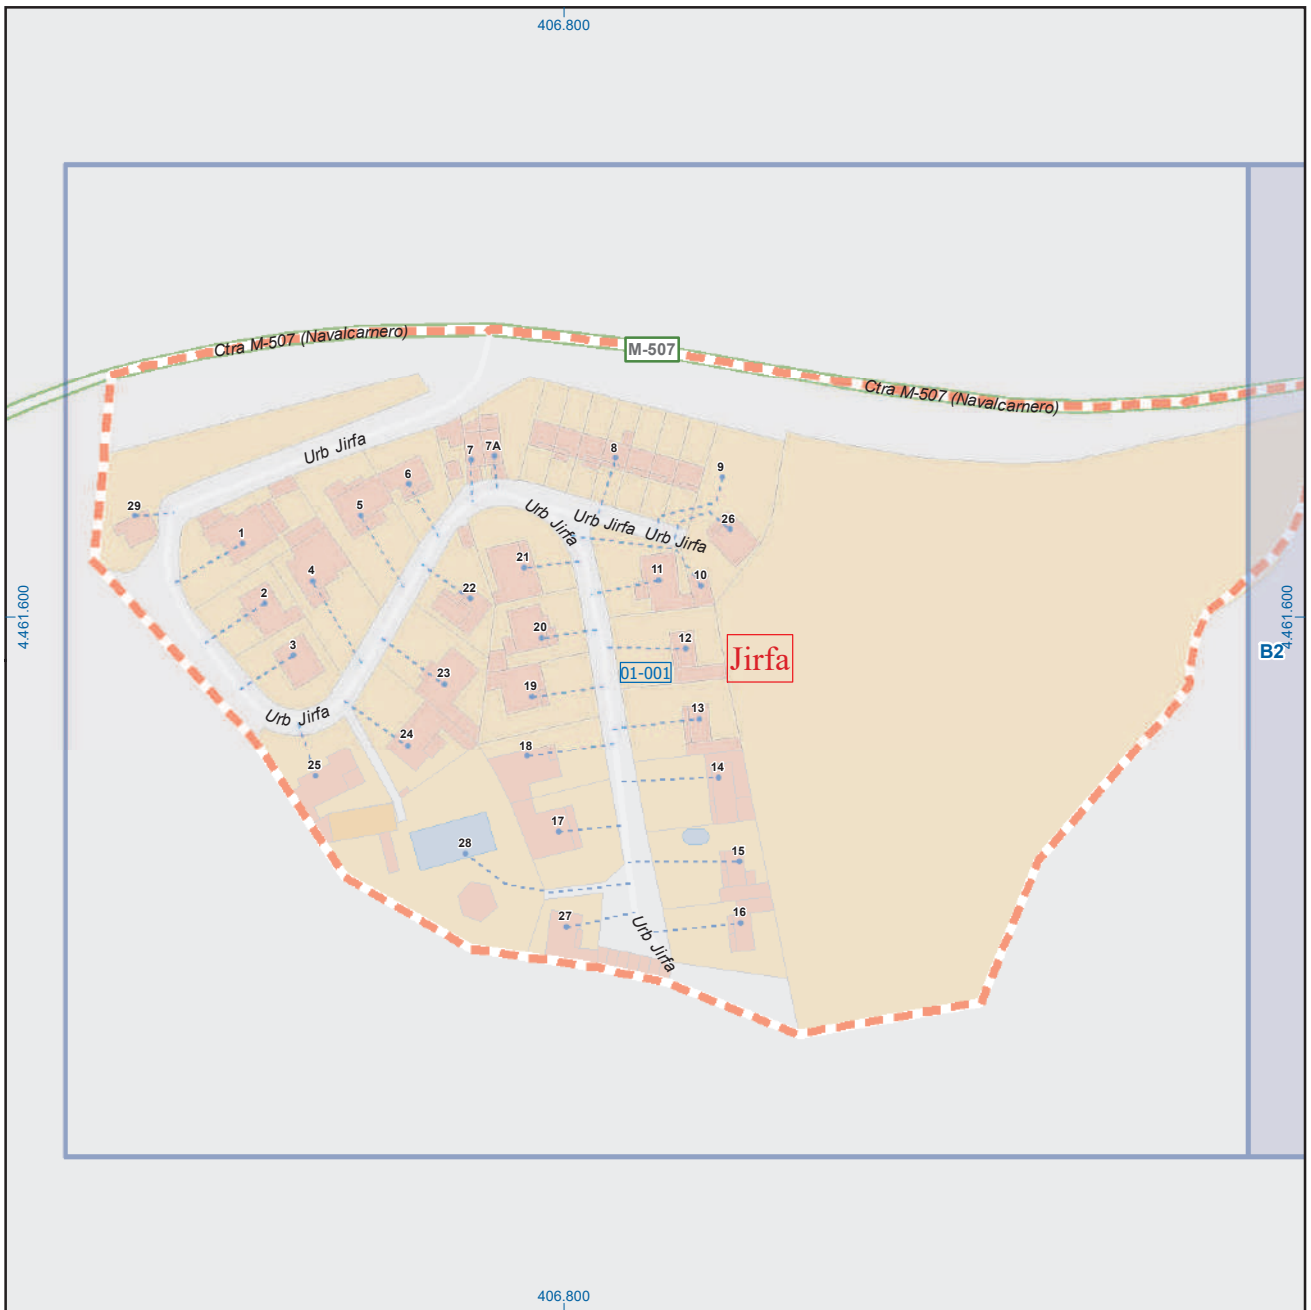 406.800
Ctra M-507 (Navalcarnero)
M-507
Ctra M-507 (Navalcarnero)
Urb Jirfa
7
7A
8
6
9
29
5
Urb Jirfa
Urb Jirfa
Urb Jirfa
26
1
4
21
11
10
2
22
4.461.600
4.461.600
20
3
12
B2
Jirfa
01-001
23
19
Urb Jirfa
13
24
18
25
14
17
28
15
27
16
Urb Jirfa
406.800